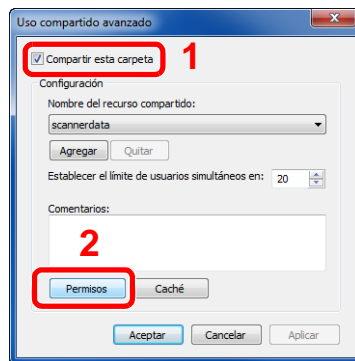 Uso compartido avanzado
Compartir esta carpeta
1
Configuración
Nombre del recurso compartido:
scannerdata
Agregar Quitar
Establecer el límite de usuarios simultáneos en: 20
Comentarios:
2
Permisos Caché
Aceptar Cancelar Aplicar